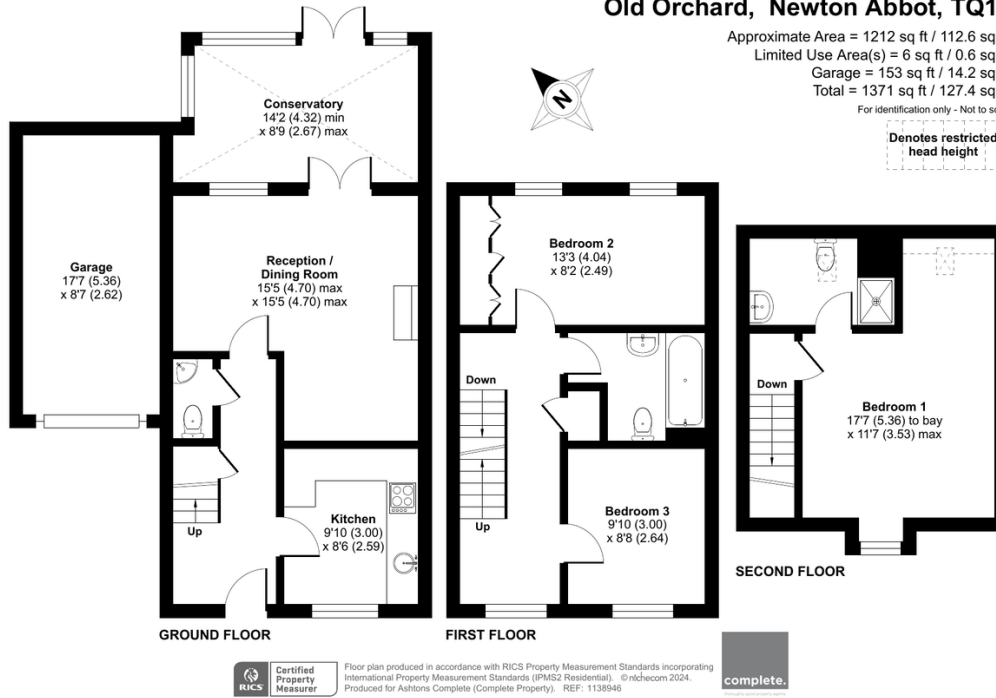 Old Orchard, Newton Abbot, TQ1
Approximate Area = 1212 sq ft / 112.6 sq
Limited Use Area(s) = 6 sq ft / 0.6 sq
Garage = 153 sq ft / 14.2 sq
Total = 1371 sq ft / 127.4 sq
For identification only - Not to sc
Denotes restricted
head height
N
Conservatory
14'2 (4.32) min
x 8'9 (2.67) max
Garage
17'7 (5.36)
x 8'7 (2.62)
Reception /
Dining Room
15'5 (4.70) max
x 15'5 (4.70) max
Up
Kitchen
9'10 (3.00)
x 8'6 (2.59)
GROUND FLOOR
Bedroom 2
13'3 (4.04)
x 8'2 (2.49)
Down
Up
Bedroom 3
9'10 (3.00)
x 8'8 (2.64)
FIRST FLOOR
Down
Bedroom 1
17'7 (5.36) to bay
x 11'7 (3.53) max
SECOND FLOOR
RICS
Certified
Property
Measurer
Floor plan produced in accordance with RICS Property Measurement Standards incorporating
International Property Measurement Standards (IPMS2 Residential). © nichecom 2024.
Produced for Ashtons Complete (Complete Property). REF: 1138946
complete.